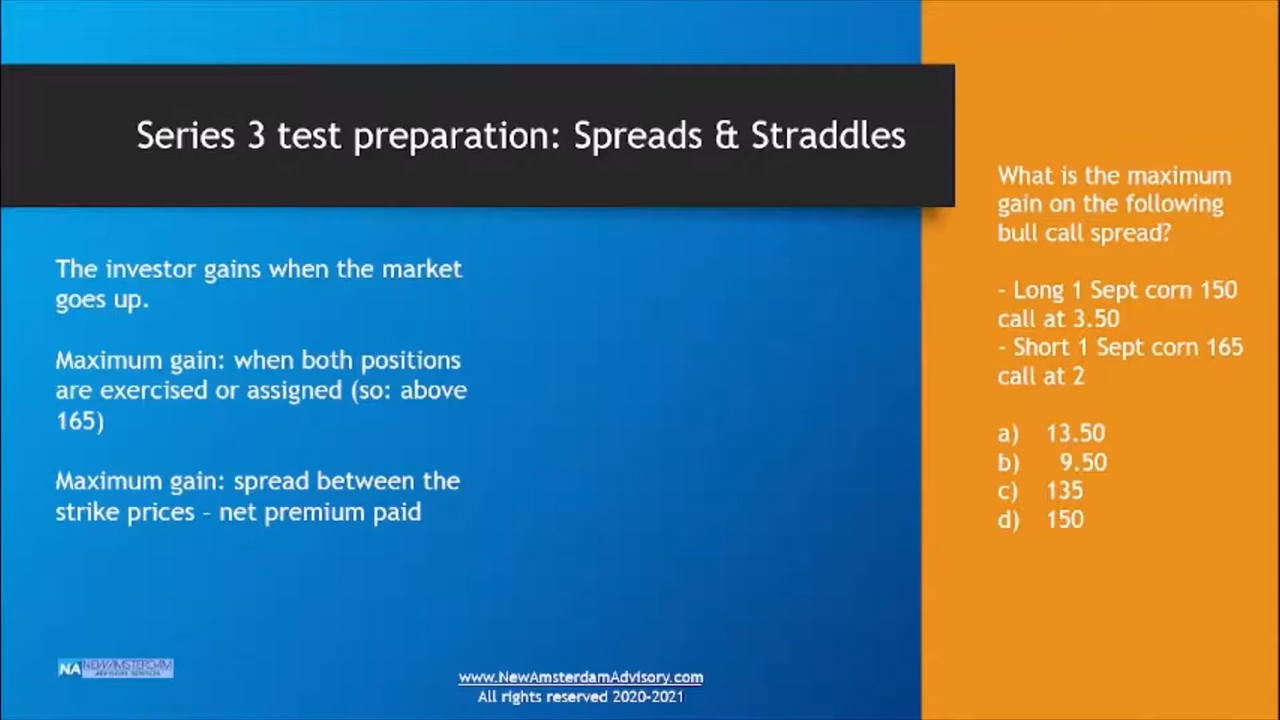 Series 3 test preparation: Spreads & Straddles
The investor gains when the market
goes up.
Maximum gain: when both positions
are exercised or assigned (so: above
165)
Maximum gain: spread between the
strike prices – net premium paid
What is the maximum
gain on the following
bull call spread?
- Long 1 Sept corn 150
call at 3.50
- Short 1 Sept corn 165
call at 2
a) 13.50
b) 9.50
c) 135
d) 150
NA NEWAMSTERDAM
ADVISORY SERVICES
www.NewAmsterdamAdvisory.com
All rights reserved 2020-2021